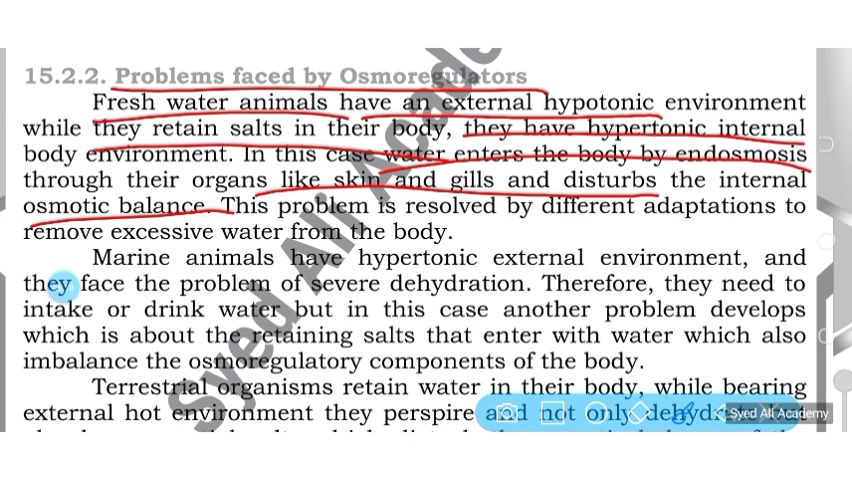 15.2.2. Problems faced by Osmoregulators
Fresh water animals have an external hypotonic environment
while they retain salts in their body, they have hypertonic internal
body environment. In this case water enters the body by endosmosis
through their organs like skin and gills and disturbs the internal
osmotic balance. This problem is resolved by different adaptations to
remove excessive water from the body.
Marine animals have hypertonic external environment, and
they face the problem of severe dehydration. Therefore, they need to
intake or drink water but in this case another problem develops
which is about the retaining salts that enter with water which also
imbalance the osmoregulatory components of the body.
Terrestrial organisms retain water in their body, while bearing
external hot environment they perspire and not only
Syed Ali Academy
Syed Ali Acade